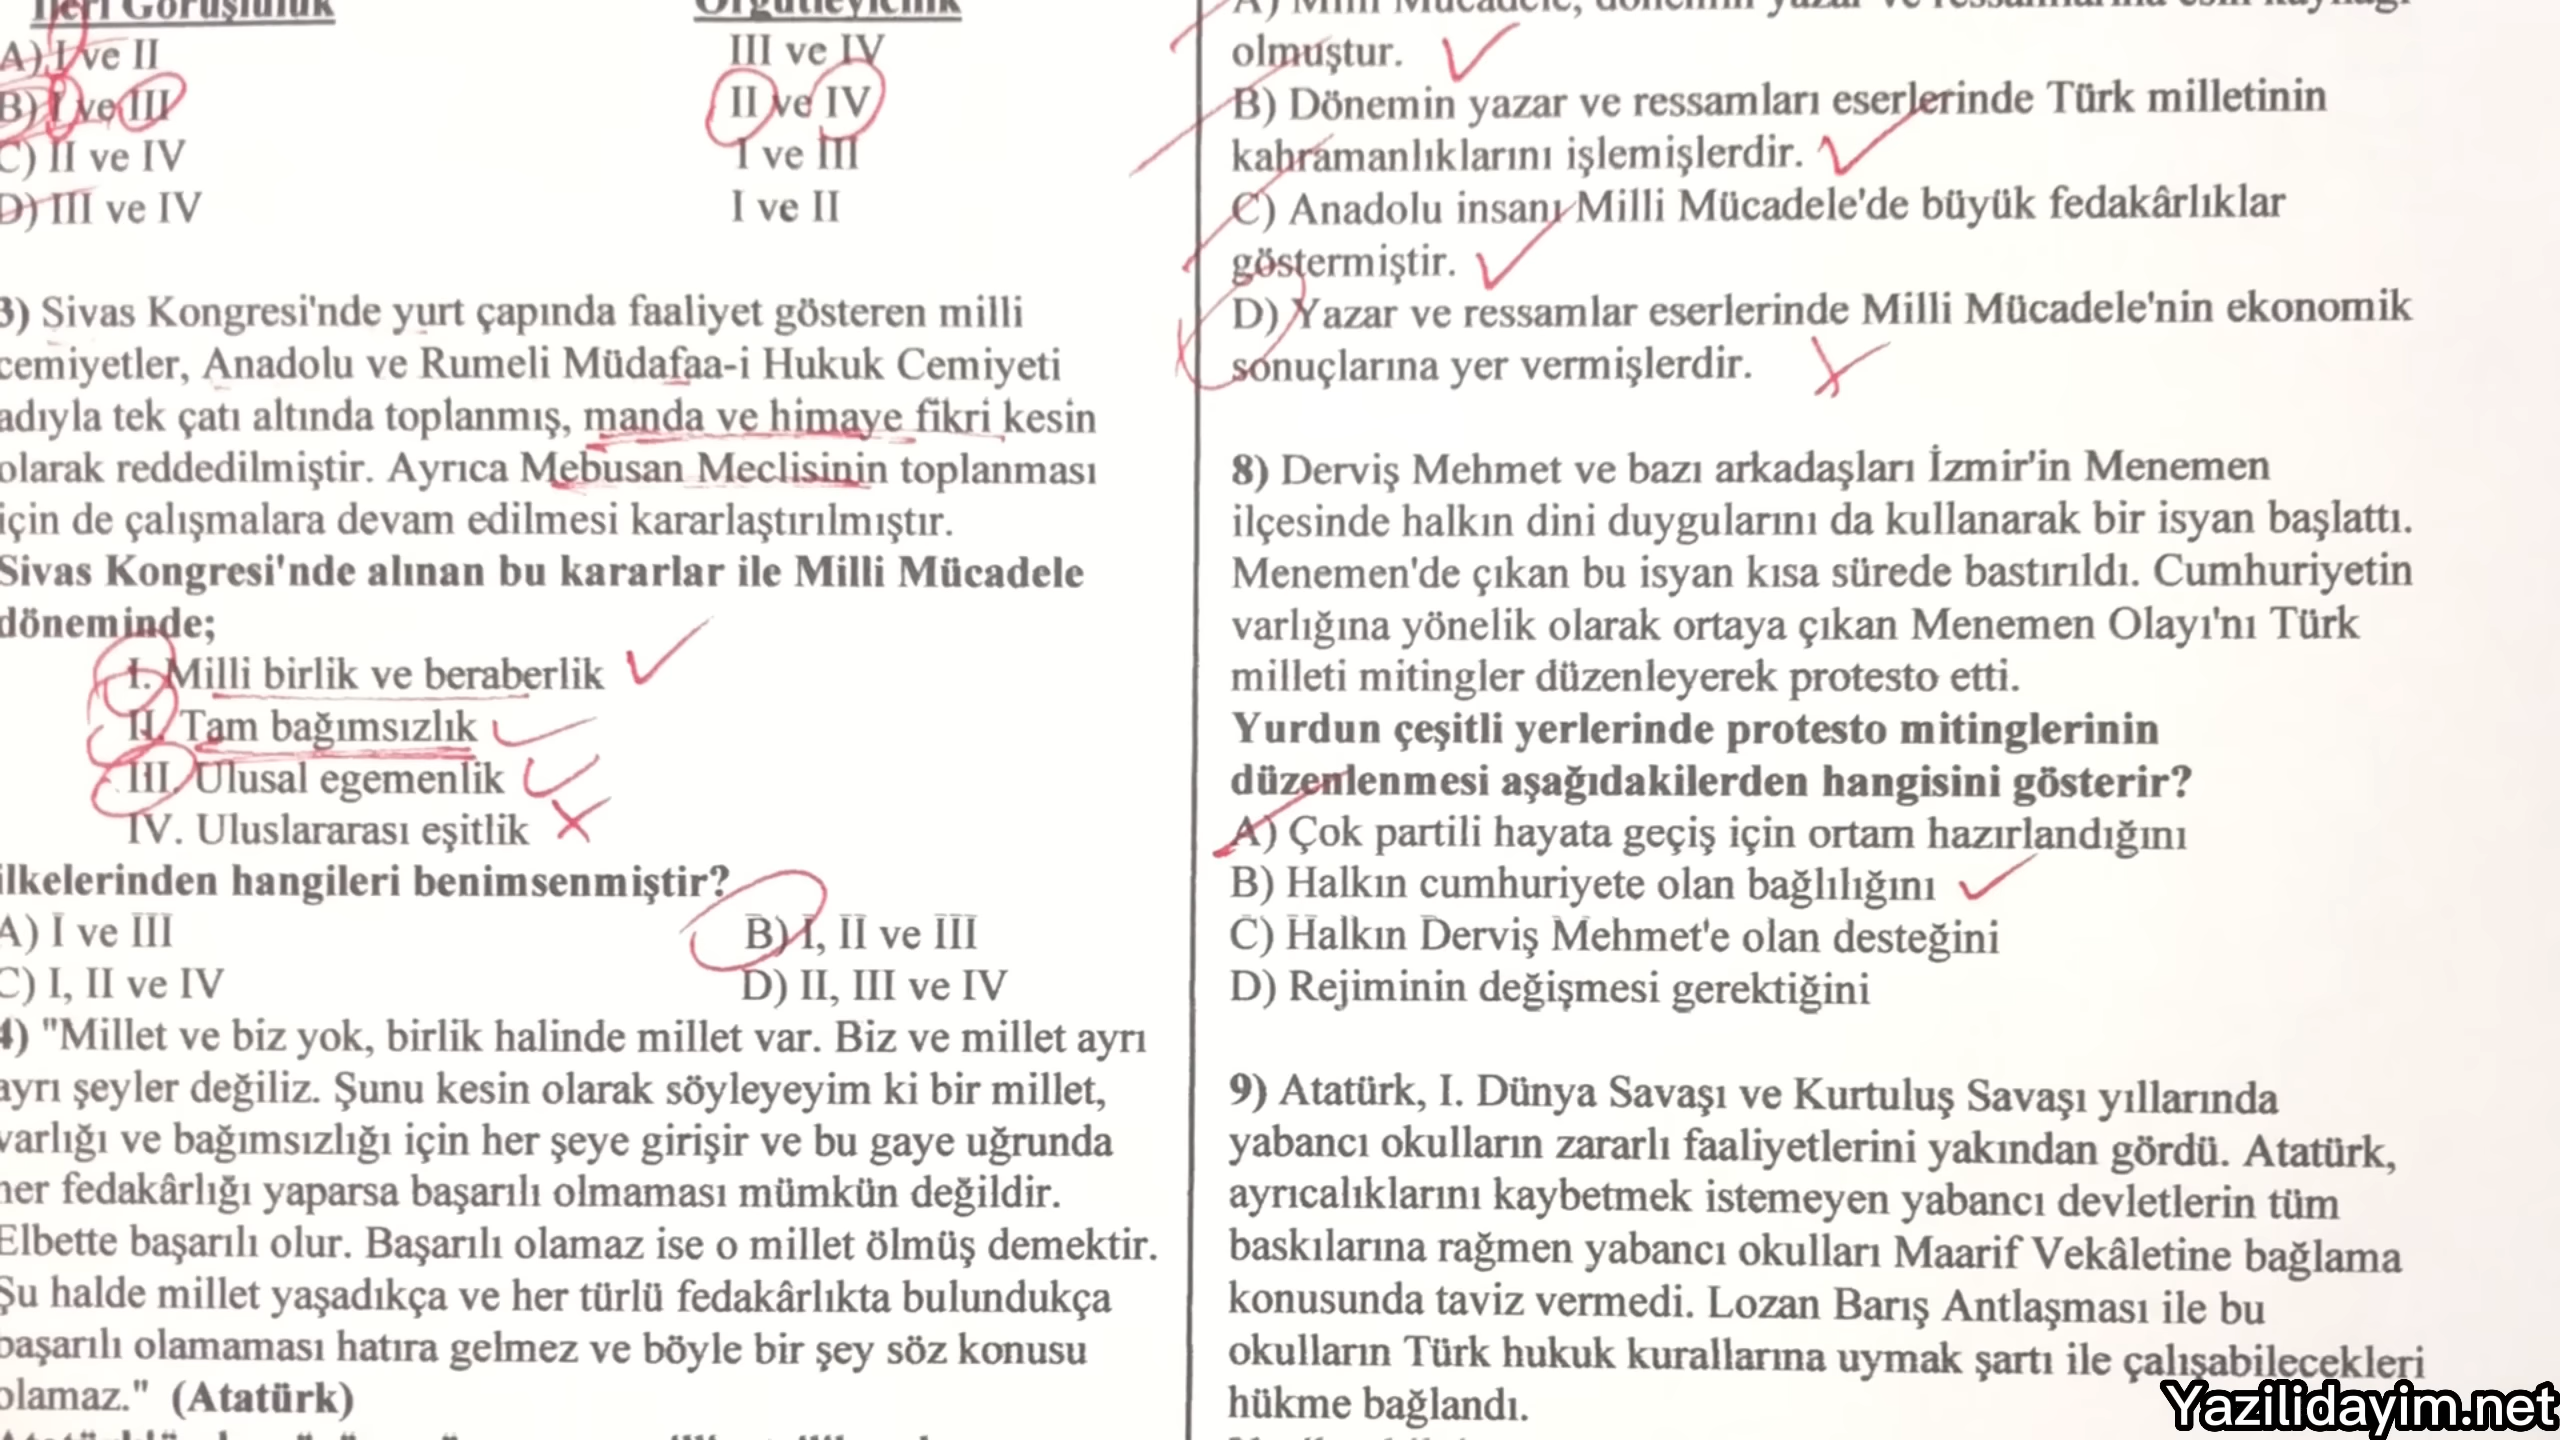 İleri Görüşlülük Örgütleyicilik
A) I ve II III ve IV
B) I ve III II ve IV
C) II ve IV I ve III
D) III ve IV I ve II
3) Sivas Kongresi'nde yurt çapında faaliyet gösteren milli
cemiyetler, Anadolu ve Rumeli Müdafaa-i Hukuk Cemiyeti
adıyla tek çatı altında toplanmış, manda ve himaye fikri kesin
olarak reddedilmiştir. Ayrıca Mebusan Meclisinin toplanması
için de çalışmalara devam edilmesi kararlaştırılmıştır.
Sivas Kongresi'nde alınan bu kararlar ile Milli Mücadele
döneminde;
I. Milli birlik ve beraberlik
II. Tam bağımsızlık
III. Ulusal egemenlik
IV. Uluslararası eşitlik
ilkelerinden hangileri benimsenmiştir?
A) I ve III B) I, II ve III
C) I, II ve IV D) II, III ve IV
4) "Millet ve biz yok, birlik halinde millet var. Biz ve millet ayrı
ayrı şeyler değiliz. Şunu kesin olarak söyleyeyim ki bir millet,
varlığı ve bağımsızlığı için her şeye girişir ve bu gaye uğrunda
her fedakârlığı yaparsa başarılı olmaması mümkün değildir.
Elbette başarılı olur. Başarılı olamaz ise o millet ölmüş demektir.
Şu halde millet yaşadıkça ve her türlü fedakârlıkta bulundukça
başarılı olamaması hatıra gelmez ve böyle bir şey söz konusu
olamaz." (Atatürk)
A) Milli Mücadele, dönemin yazar ve ressamlarına esin kaynağı
olmuştur.
B) Dönemin yazar ve ressamları eserlerinde Türk milletinin
kahramanlıklarını işlemişlerdir.
C) Anadolu insanı Milli Mücadele'de büyük fedakârlıklar
göstermiştir.
D) Yazar ve ressamlar eserlerinde Milli Mücadele'nin ekonomik
sonuçlarına yer vermişlerdir.
8) Derviş Mehmet ve bazı arkadaşları İzmir'in Menemen
ilçesinde halkın dini duygularını da kullanarak bir isyan başlattı.
Menemen'de çıkan bu isyan kısa sürede bastırıldı. Cumhuriyetin
varlığına yönelik olarak ortaya çıkan Menemen Olayı'nı Türk
milleti mitingler düzenleyerek protesto etti.
Yurdun çeşitli yerlerinde protesto mitinglerinin
düzenlenmesi aşağıdakilerden hangisini gösterir?
A) Çok partili hayata geçiş için ortam hazırlandığını
B) Halkın cumhuriyete olan bağlılığını
C) Halkın Derviş Mehmet'e olan desteğini
D) Rejiminin değişmesi gerektiğini
9) Atatürk, I. Dünya Savaşı ve Kurtuluş Savaşı yıllarında
yabancı okulların zararlı faaliyetlerini yakından gördü. Atatürk,
ayrıcalıklarını kaybetmek istemeyen yabancı devletlerin tüm
baskılarına rağmen yabancı okulları Maarif Vekâletine bağlama
konusunda taviz vermedi. Lozan Barış Antlaşması ile bu
okulların Türk hukuk kurallarına uymak şartı ile çalışabilecekleri
hükme bağlandı.
Yazilidayim.net